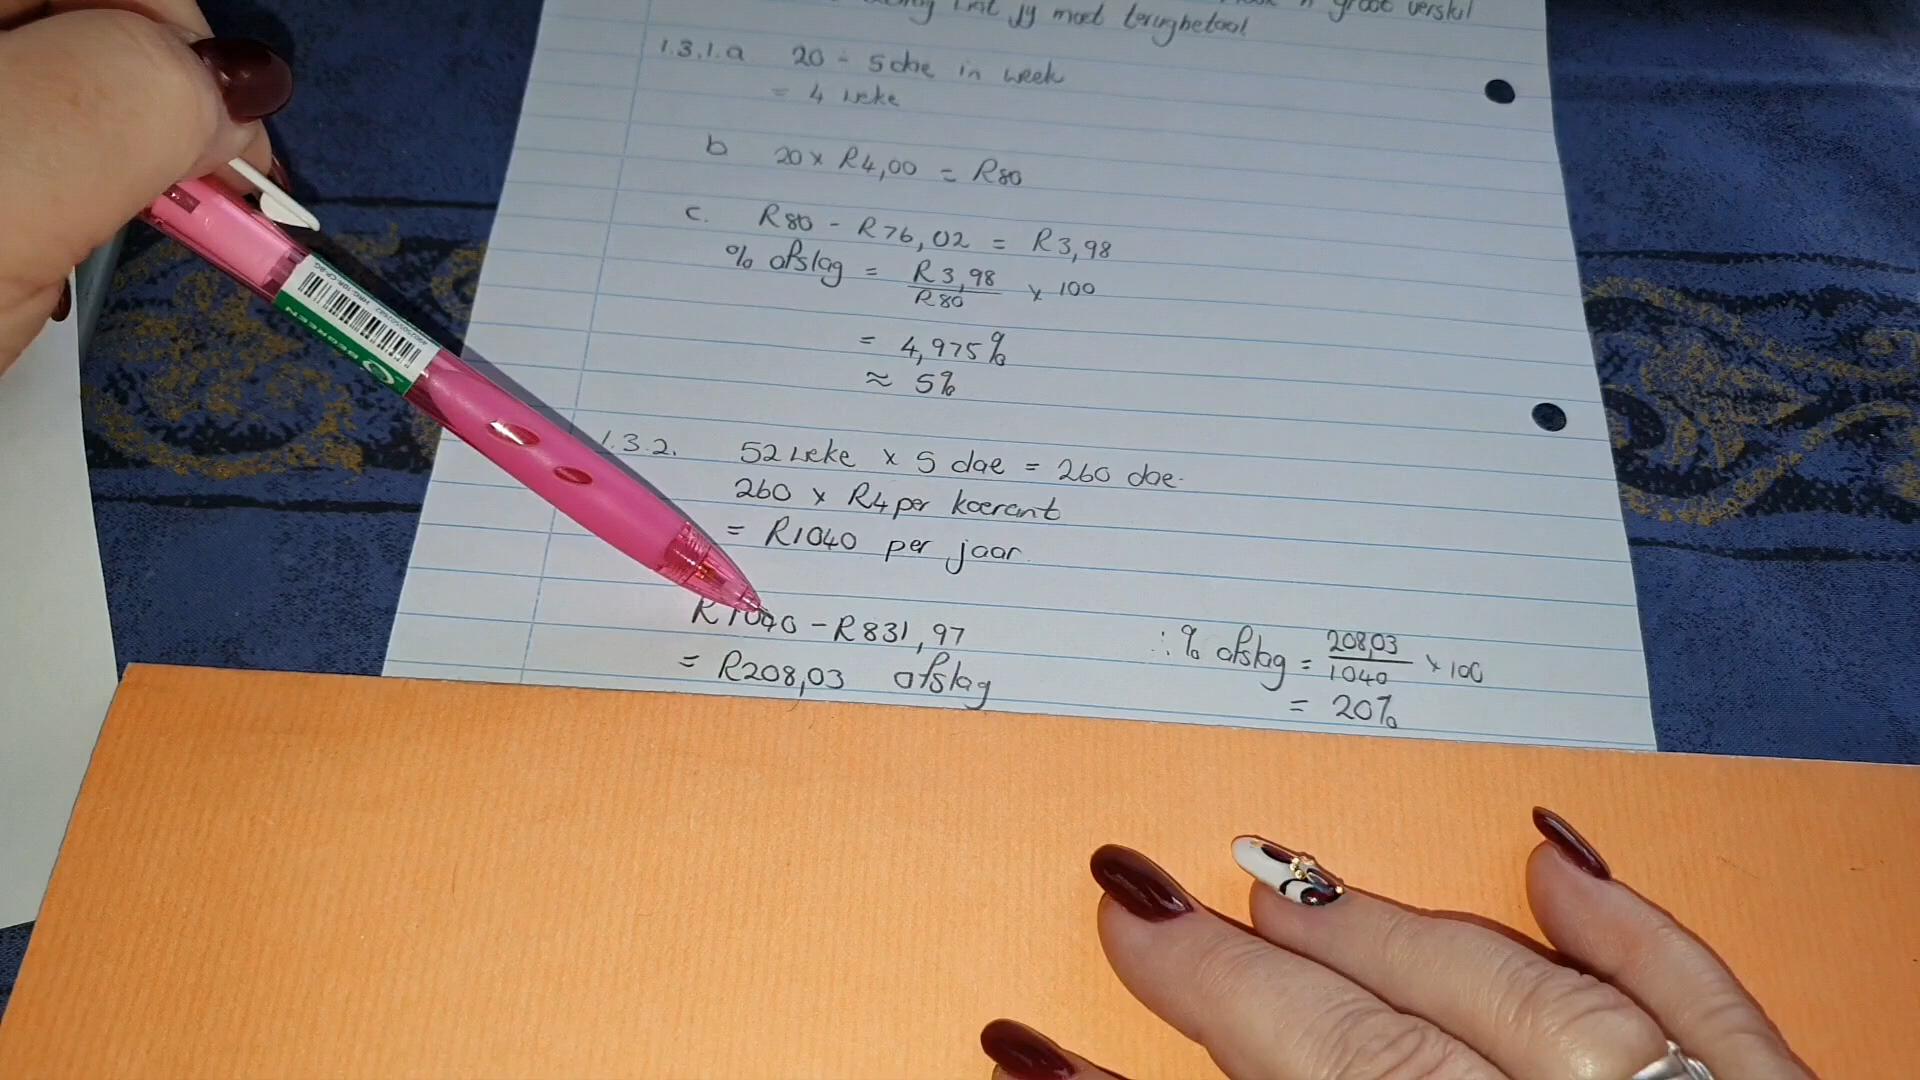 jy moet terugbetaal
'n groot verskil
1.3.1.a 20 ÷ 5 dae in week
= 4 weke
b 20 x R4,00 = R80
c. R80 - R76,02 = R3,98
% afslag = R3,98 / R80 x 100
= 4,975%
≈ 5%
1.3.2. 52 weke x 5 dae = 260 dae.
260 x R4 per koerant
= R1040 per jaar.
R1040 - R831,97
= R208,03 afslag
∴ % afslag = 208,03 / 1040 x 100
= 20%